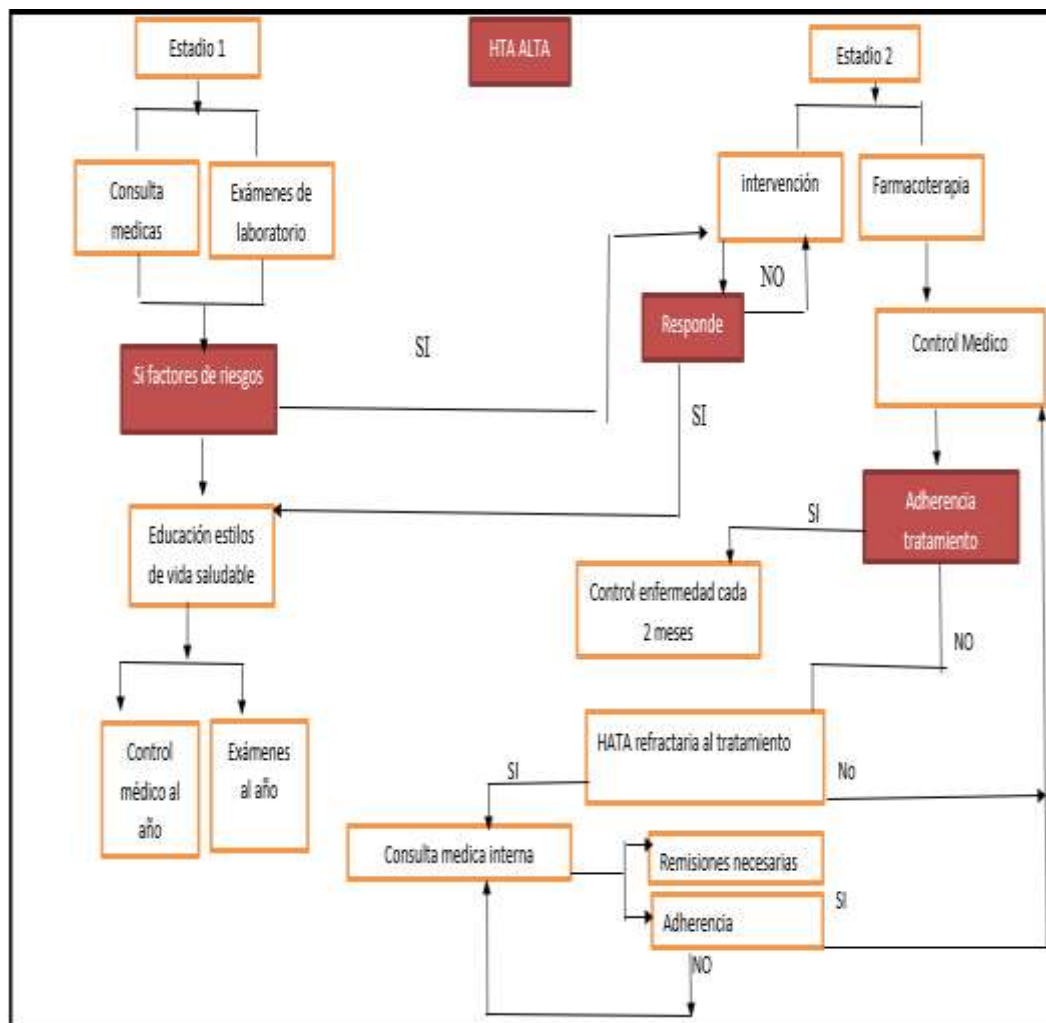 Estadio 1
HTA ALTA
Estadio 2
Consulta
medicas
Exámenes de
laboratorio
intervención
Farmacoterapia
NO
Responde
Control Medico
SI
Si factores de riesgos
SI
Adherencia
tratamiento
SI
Educación estilos
de vida saludable
Control enfermedad cada
2 meses
NO
HATA refractaria al tratamiento
Control
médico al
año
Exámenes
al año
SI
No
Consulta medica interna
Remisiones necesarias
SI
Adherencia
NO